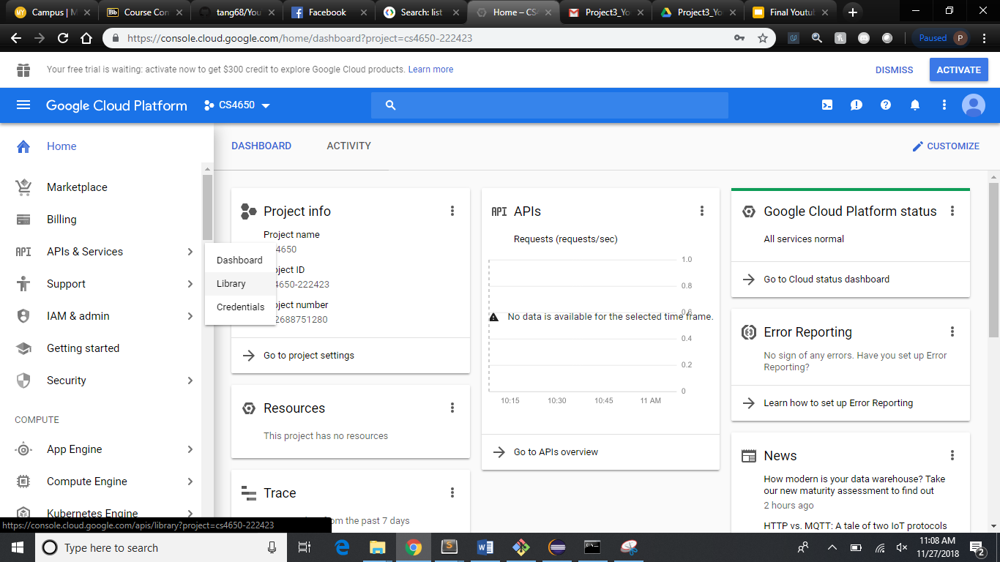 Campus | M
Bb Course Con
tang68/You
Facebook
Search: list
Home – CS4
Project3_Yo
Project3_Yo
Final Youtub
https://console.cloud.google.com/home/dashboard?project=cs4650-222423
Paused P
Your free trial is waiting: activate now to get $300 credit to explore Google Cloud products. Learn more
DISMISS
ACTIVATE
Google Cloud Platform
CS4650
Home
Marketplace
Billing
API APIs & Services
Support
IAM & admin
Getting started
Security
COMPUTE
App Engine
Compute Engine
Kubernetes Engine
Dashboard
Library
Credentials
DASHBOARD
ACTIVITY
CUSTOMIZE
Project info
Project name
4650
oject ID
4650-222423
oject number
2688751280
Go to project settings
Resources
This project has no resources
Trace
from the past 7 days
API APIs
Requests (requests/sec)
1.0
0.8
0.6
No data is available for the selected time frame.
0.4
0.2
0
10:15 10:30 10:45 11 AM
Go to APIs overview
Google Cloud Platform status
All services normal
Go to Cloud status dashboard
Error Reporting
No sign of any errors. Have you set up Error
Reporting?
Learn how to set up Error Reporting
News
How modern is your data warehouse? Take
our new maturity assessment to find out
2 hours ago
HTTP vs. MQTT: A tale of two IoT protocols
https://console.cloud.google.com/apis/library?project=cs4650-222423
Type here to search
11:08 AM
11/27/2018
2